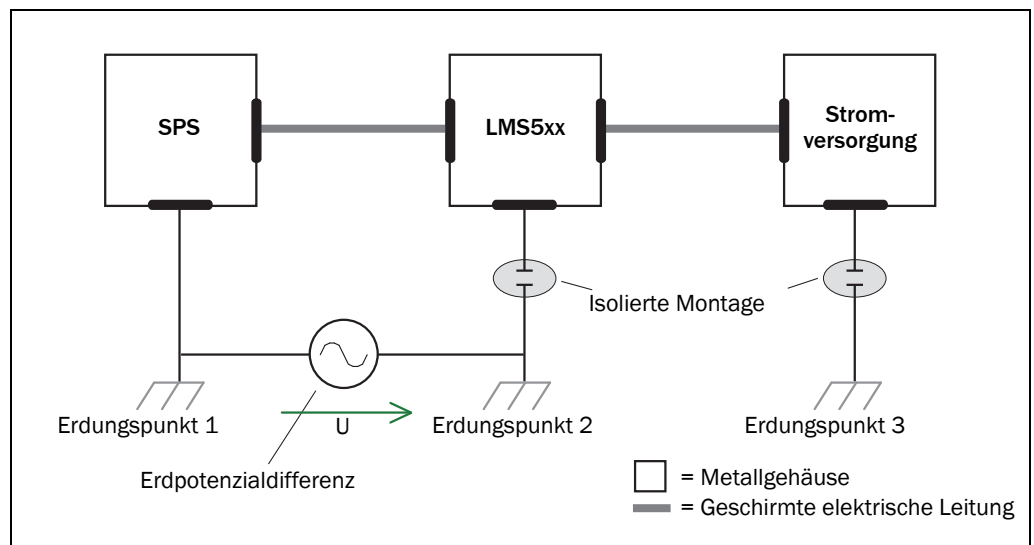 SPS
LMS5xx
Strom-
versorgung
Isolierte Montage
Erdungspunkt 1
U
Erdungspunkt 2
Erdungspunkt 3
Erdpotenzialdifferenz
= Metallgehäuse
= Geschirmte elektrische Leitung